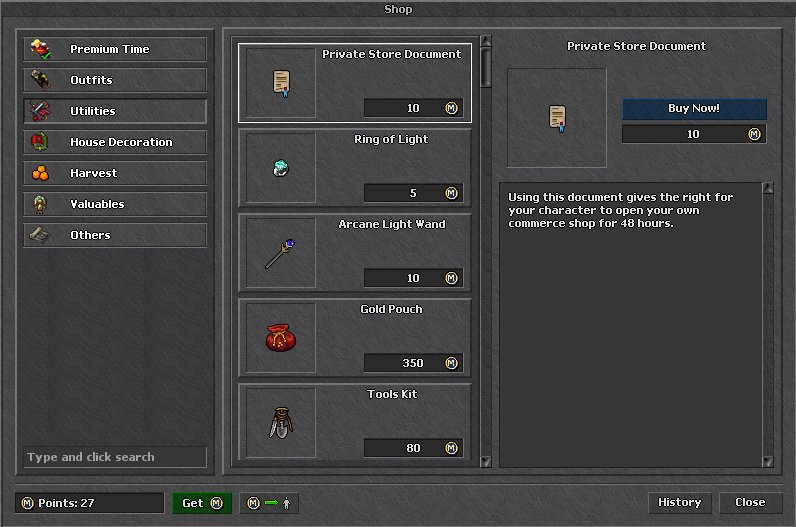 Shop
Premium Time
Outfits
Utilities
House Decoration
Harvest
Valuables
Others
Type and click search
Private Store Document
10
Ring of Light
5
Arcane Light Wand
10
Gold Pouch
350
Tools Kit
80
Private Store Document
Buy Now!
10
Using this document gives the right for
your character to open your own
commerce shop for 48 hours.
Points: 27
Get
History
Close